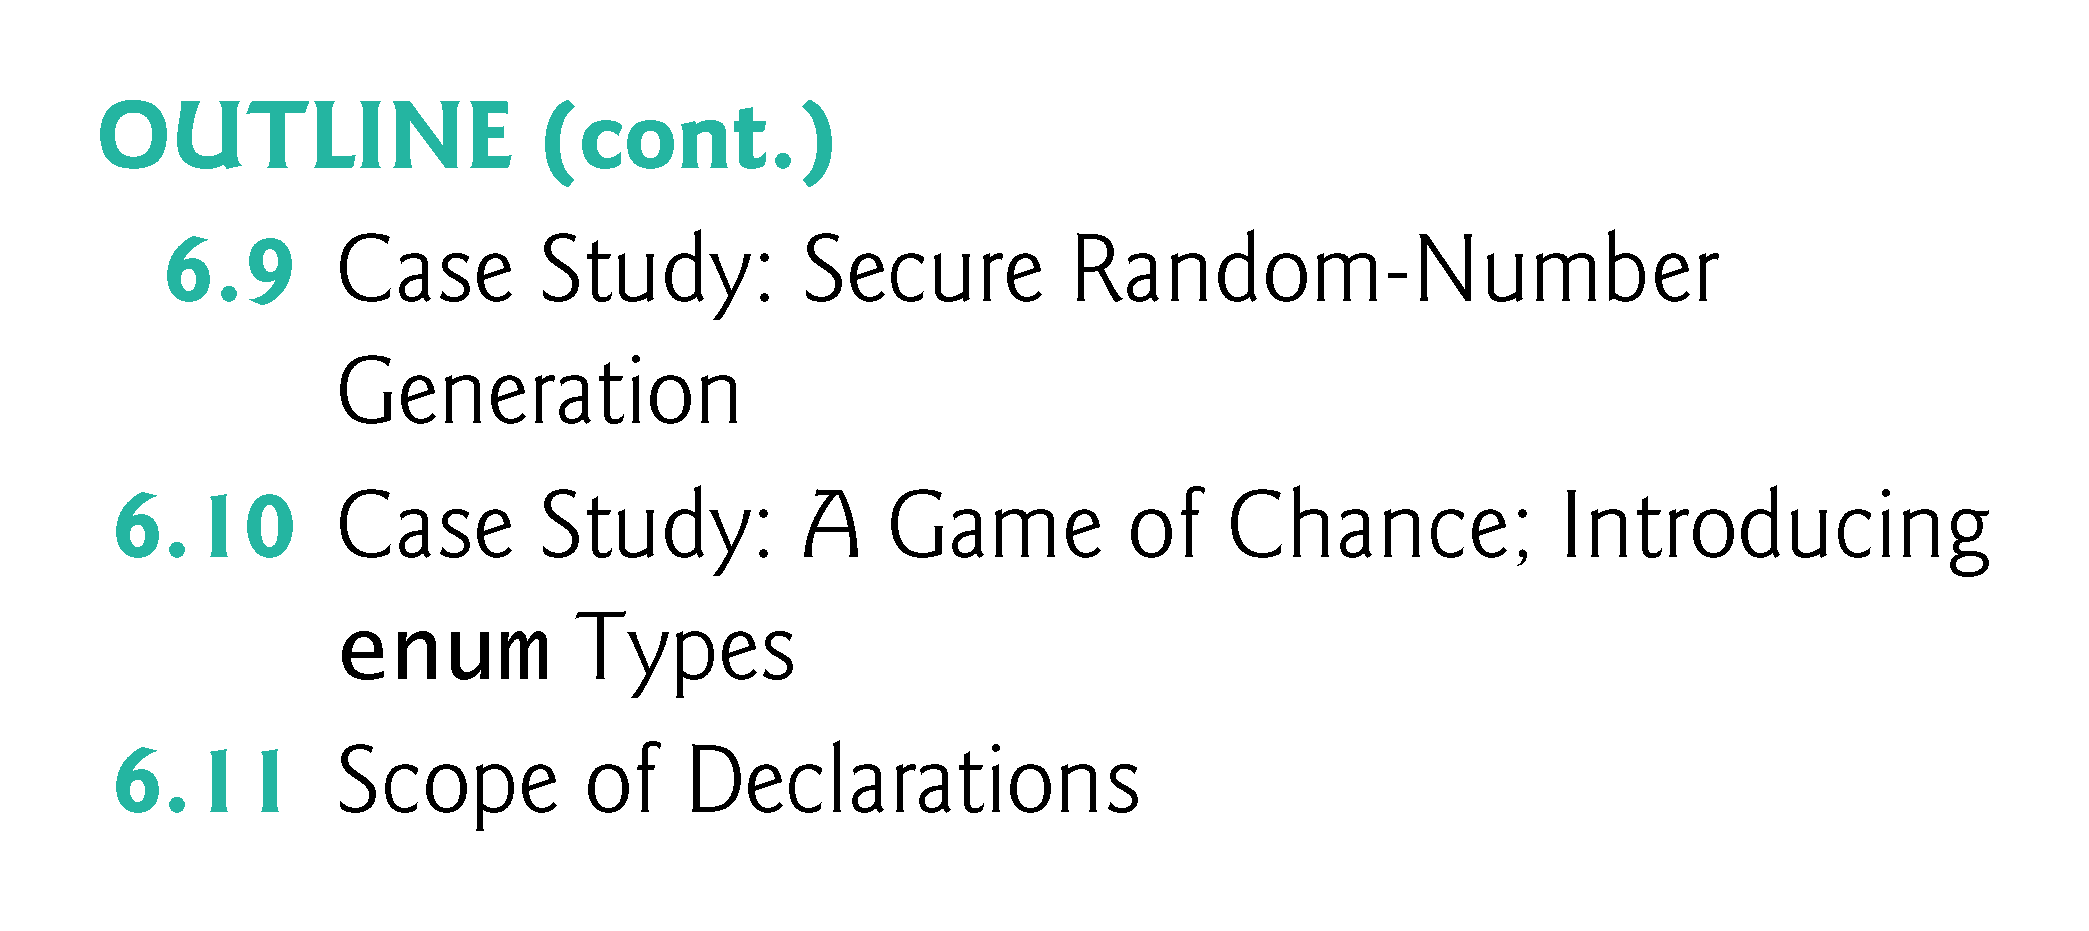 OUTLINE (cont.)
6.9 Case Study: Secure Random-Number
Generation
6.10 Case Study: A Game of Chance; Introducing
enum Types
6.11 Scope of Declarations